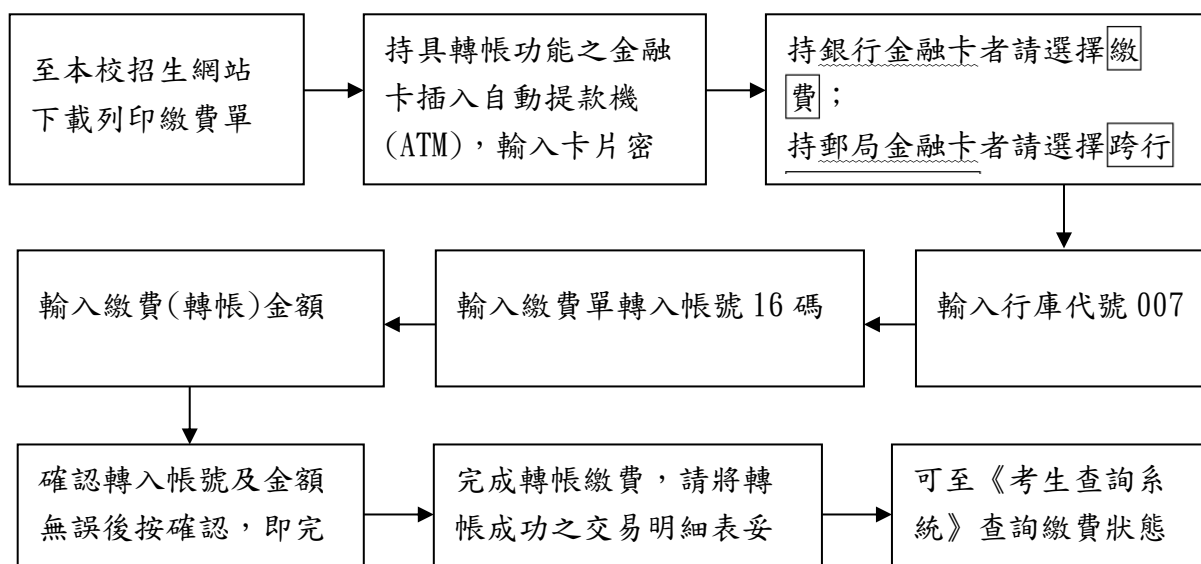 至本校招生網站
下載列印繳費單
持具轉帳功能之金融
卡插入自動提款機
(ATM),輸入卡片密
持銀行金融卡者請選擇繳
費;
持郵局金融卡者請選擇跨行
輸入行庫代號 007
輸入繳費單轉入帳號 16 碼
輸入繳費(轉帳)金額
確認轉入帳號及金額
無誤後按確認,即完
完成轉帳繳費,請將轉
帳成功之交易明細表妥
可至《考生查詢系
統》查詢繳費狀態